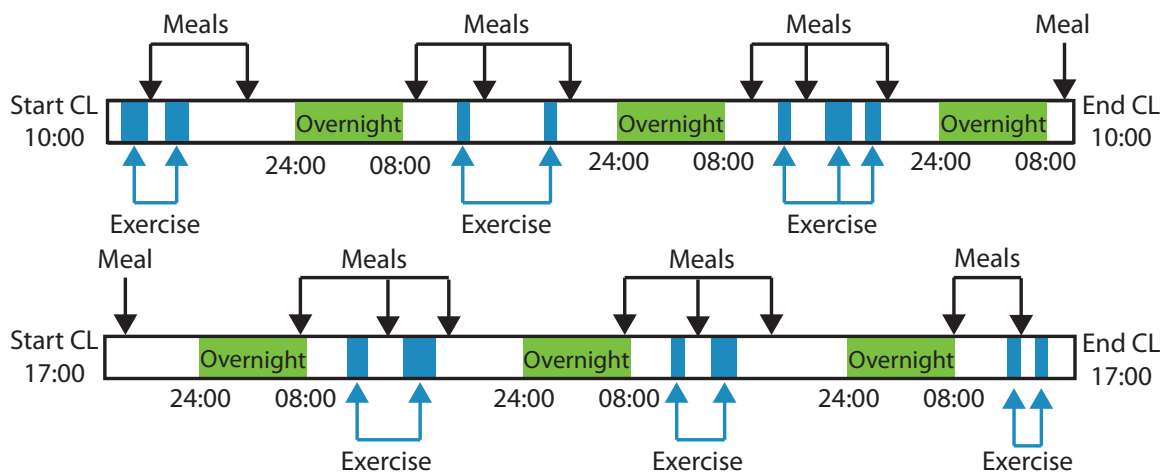 Meals Meals Meals Meal
Start CL
10:00
Overnight Overnight Overnight
End CL
10:00
24:00 08:00 24:00 08:00 24:00 08:00
Exercise Exercise Exercise
Meal Meals Meals Meals
Start CL
17:00
Overnight Overnight Overnight
End CL
17:00
24:00 08:00 24:00 08:00 24:00 08:00
Exercise Exercise Exercise